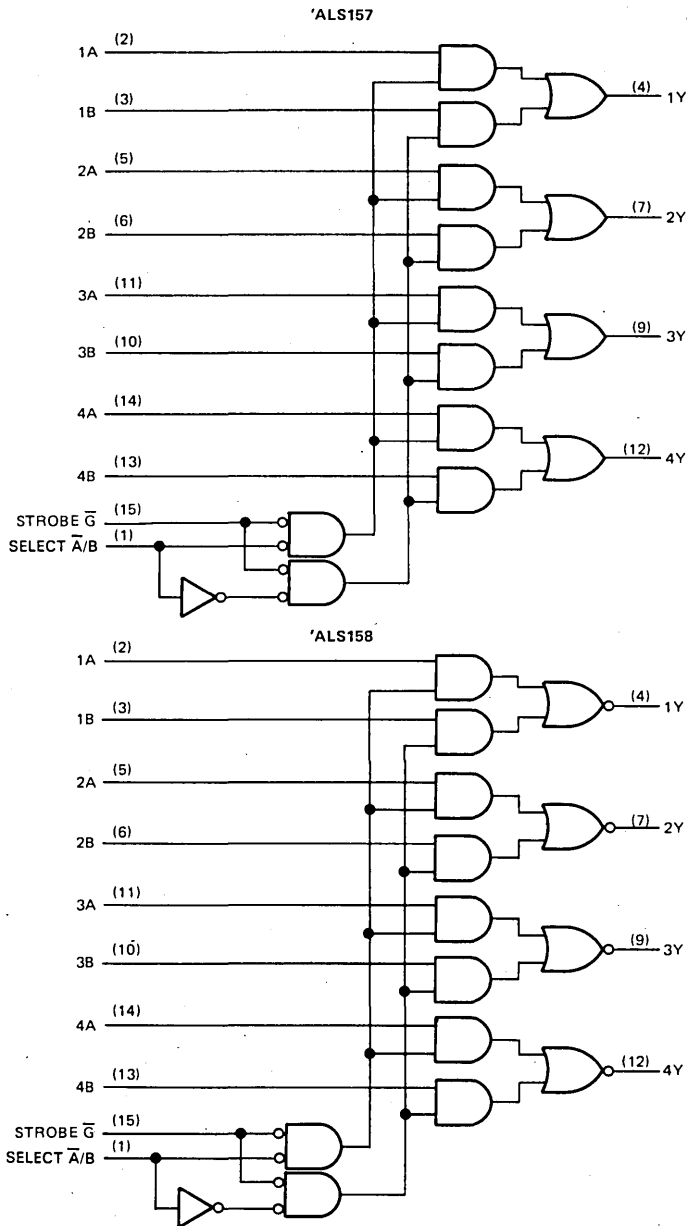 'ALS157
1A (2)
(4) 1Y
1B (3)
2A (5)
(7) 2Y
2B (6)
3A (11)
(9) 3Y
3B (10)
4A (14)
(12) 4Y
4B (13)
STROBE G̅ (15)
SELECT A̅/B (1)
'ALS158
1A (2)
(4) 1Y
1B (3)
2A (5)
(7) 2Y
2B (6)
3A (11)
(9) 3Y
3B (10)
4A (14)
(12) 4Y
4B (13)
STROBE G̅ (15)
SELECT A̅/B (1)